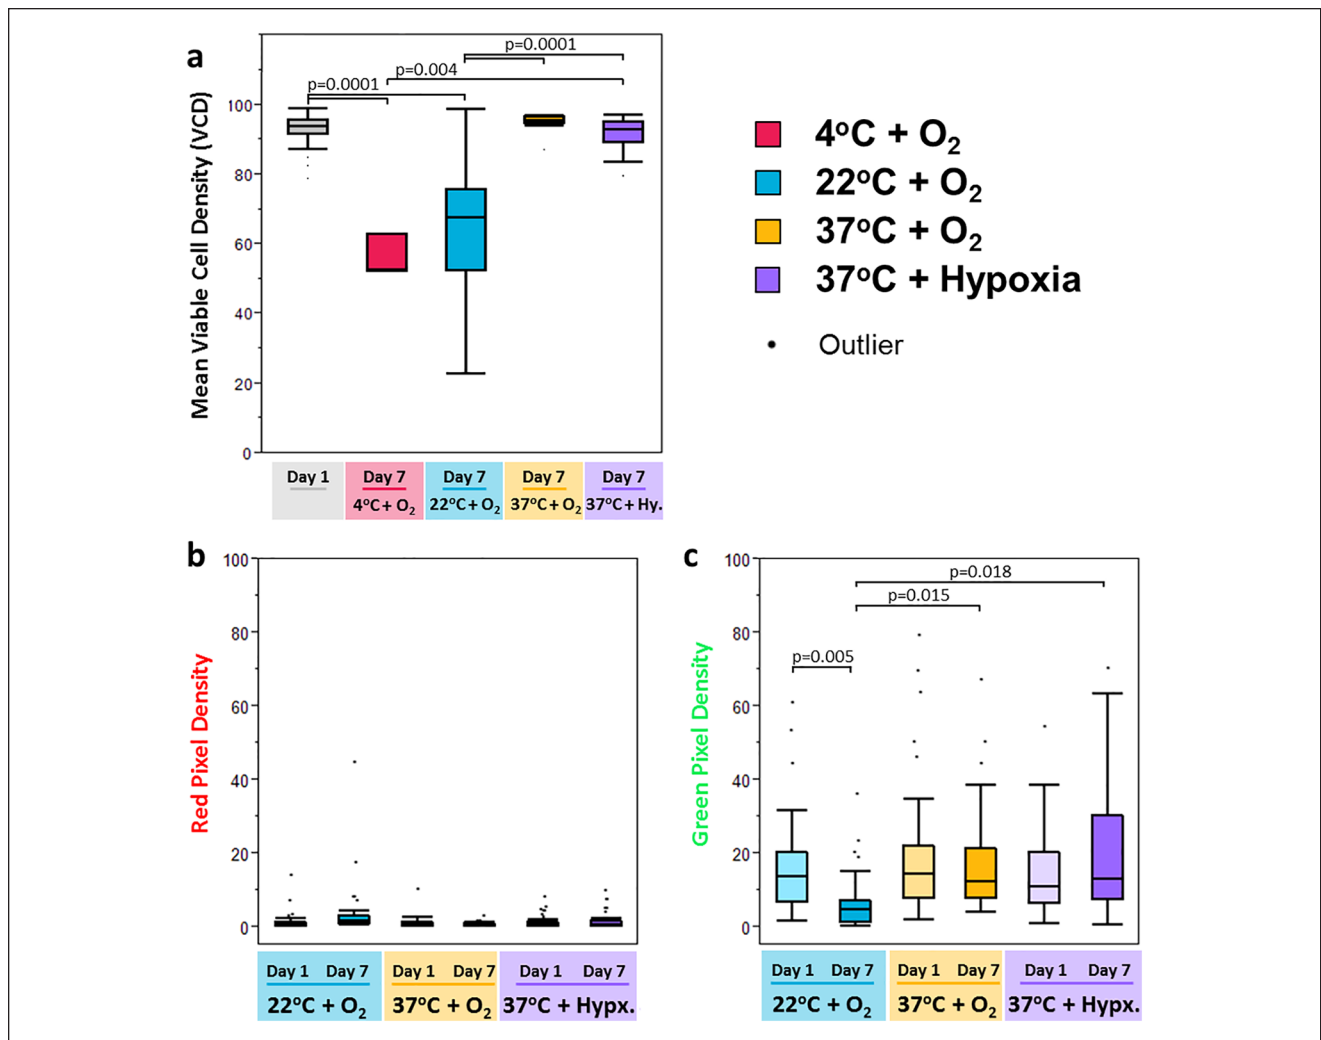 a
Mean Viable Cell Density (VCD)
100
80
60
40
20
0
p=0.0001
p=0.004
p=0.0001
Day 1
Day 7
4°C + O₂
Day 7
22°C + O₂
Day 7
37°C + O₂
Day 7
37°C + Hy.
4°C + O₂
22°C + O₂
37°C + O₂
37°C + Hypoxia
Outlier
b
Red Pixel Density
100
80
60
40
20
0
Day 1 Day 7
22°C + O₂
Day 1 Day 7
37°C + O₂
Day 1 Day 7
37°C + Hypx.
c
Green Pixel Density
100
80
60
40
20
0
p=0.018
p=0.015
p=0.005
Day 1 Day 7
22°C + O₂
Day 1 Day 7
37°C + O₂
Day 1 Day 7
37°C + Hypx.